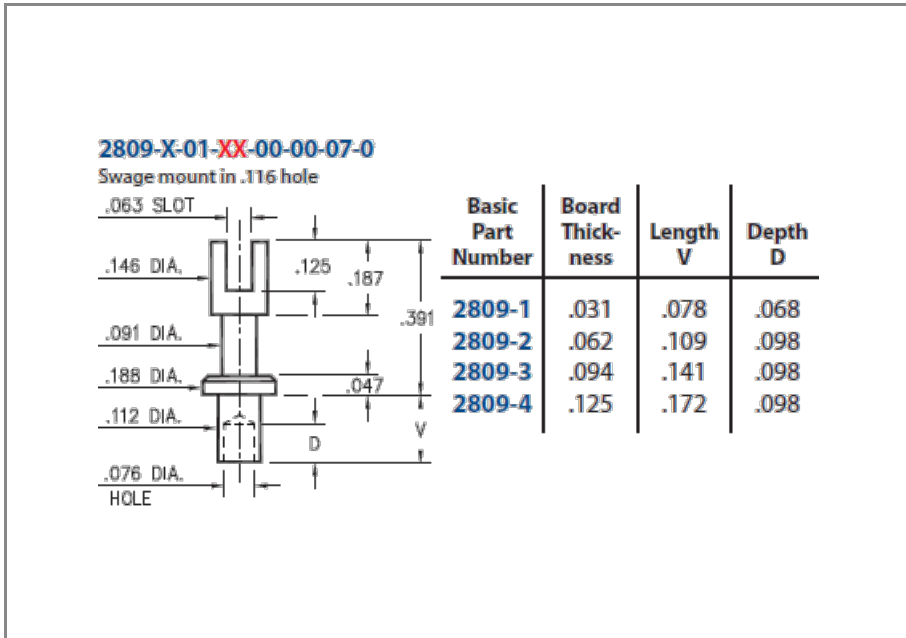 2809-X-01-XX-00-00-07-0
Swage mount in .116 hole
.063 SLOT
.146 DIA.
.125
.187
.391
.091 DIA.
.188 DIA.
.047
.112 DIA.
D
V
.076 DIA.
HOLE
Basic Part Number Board Thick-ness Length V Depth D
2809-1 .031 .078 .068
2809-2 .062 .109 .098
2809-3 .094 .141 .098
2809-4 .125 .172 .098